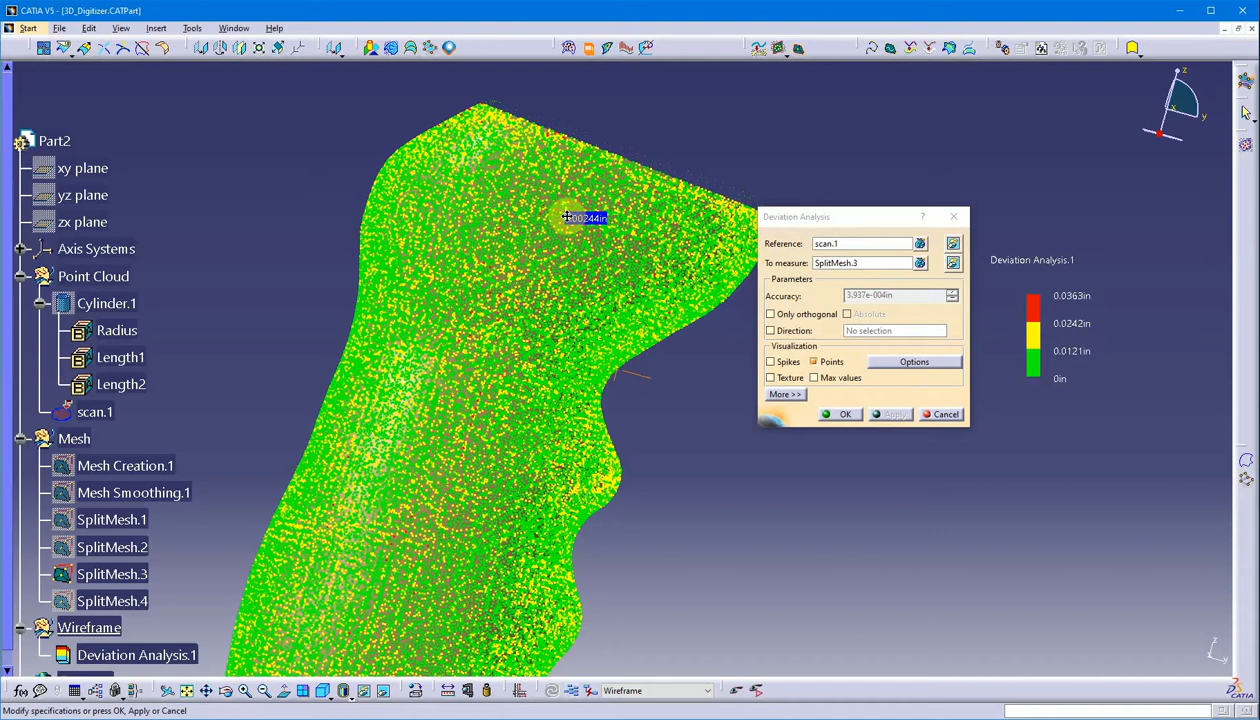 CATIA V5 - [3D_Digitizer.CATPart]
Start File Edit View Insert Tools Window Help
Part2
xy plane
yz plane
zx plane
Axis Systems
Point Cloud
Cylinder.1
Radius
Length1
Length2
scan.1
Mesh
Mesh Creation.1
Mesh Smoothing.1
SplitMesh.1
SplitMesh.2
SplitMesh.3
SplitMesh.4
Wireframe
Deviation Analysis.1
z
x
y
Deviation Analysis
?
Reference: scan.1
To measure: SplitMesh.3
Parameters
Accuracy: 3.937e-004in
Only orthogonal Absolute
Direction: No selection
Visualization
Spikes Points Options
Texture Max values
More >>
OK Apply Cancel
Deviation Analysis.1
0.0363in
0.0242in
0.0121in
0in
f(x)
Wireframe
Modify specifications or press OK, Apply or Cancel
CATIA